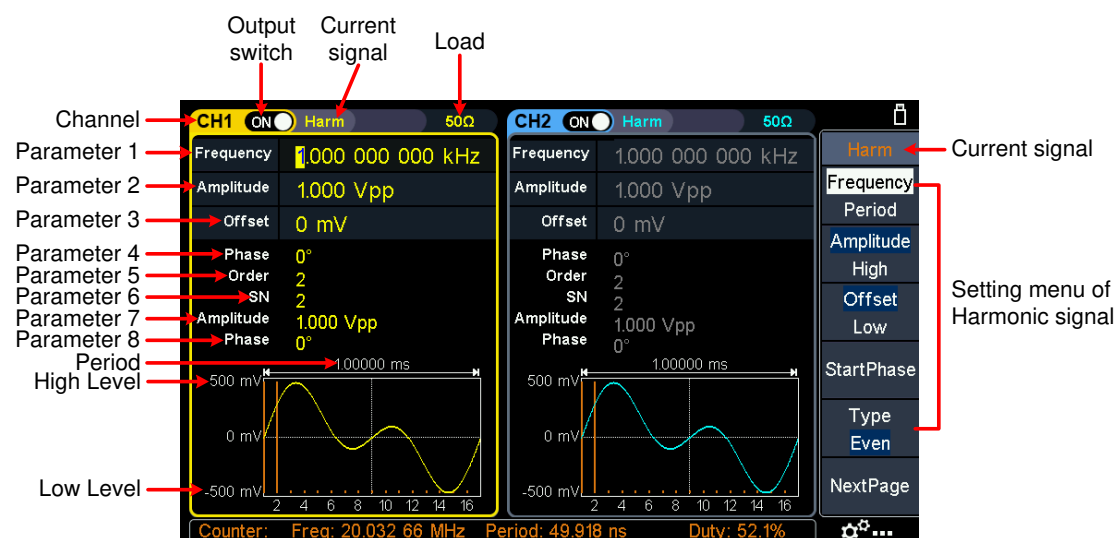 Output switch
Current signal
Load
Channel
Parameter 1
Parameter 2
Parameter 3
Parameter 4
Parameter 5
Parameter 6
Parameter 7
Parameter 8
Period
High Level
Low Level
CH1 ON Harm 50Ω
Frequency 1.000 000 000 kHz
Amplitude 1.000 Vpp
Offset 0 mV
Phase 0°
Order 2
SN 2
Amplitude 1.000 Vpp
Phase 0°
1.00000 ms
500 mV
0 mV
-500 mV
2 4 6 8 10 12 14 16
CH2 ON Harm 50Ω
Frequency 1.000 000 000 kHz
Amplitude 1.000 Vpp
Offset 0 mV
Phase 0°
Order 2
SN 2
Amplitude 1.000 Vpp
Phase 0°
1.00000 ms
500 mV
0 mV
-500 mV
2 4 6 8 10 12 14 16
Harm
Frequency
Period
Amplitude
High
Offset
Low
StartPhase
Type
Even
NextPage
Current signal
Setting menu of
Harmonic signal
Counter: Freq: 20.032 66 MHz Period: 49.918 ns Duty: 52.1%